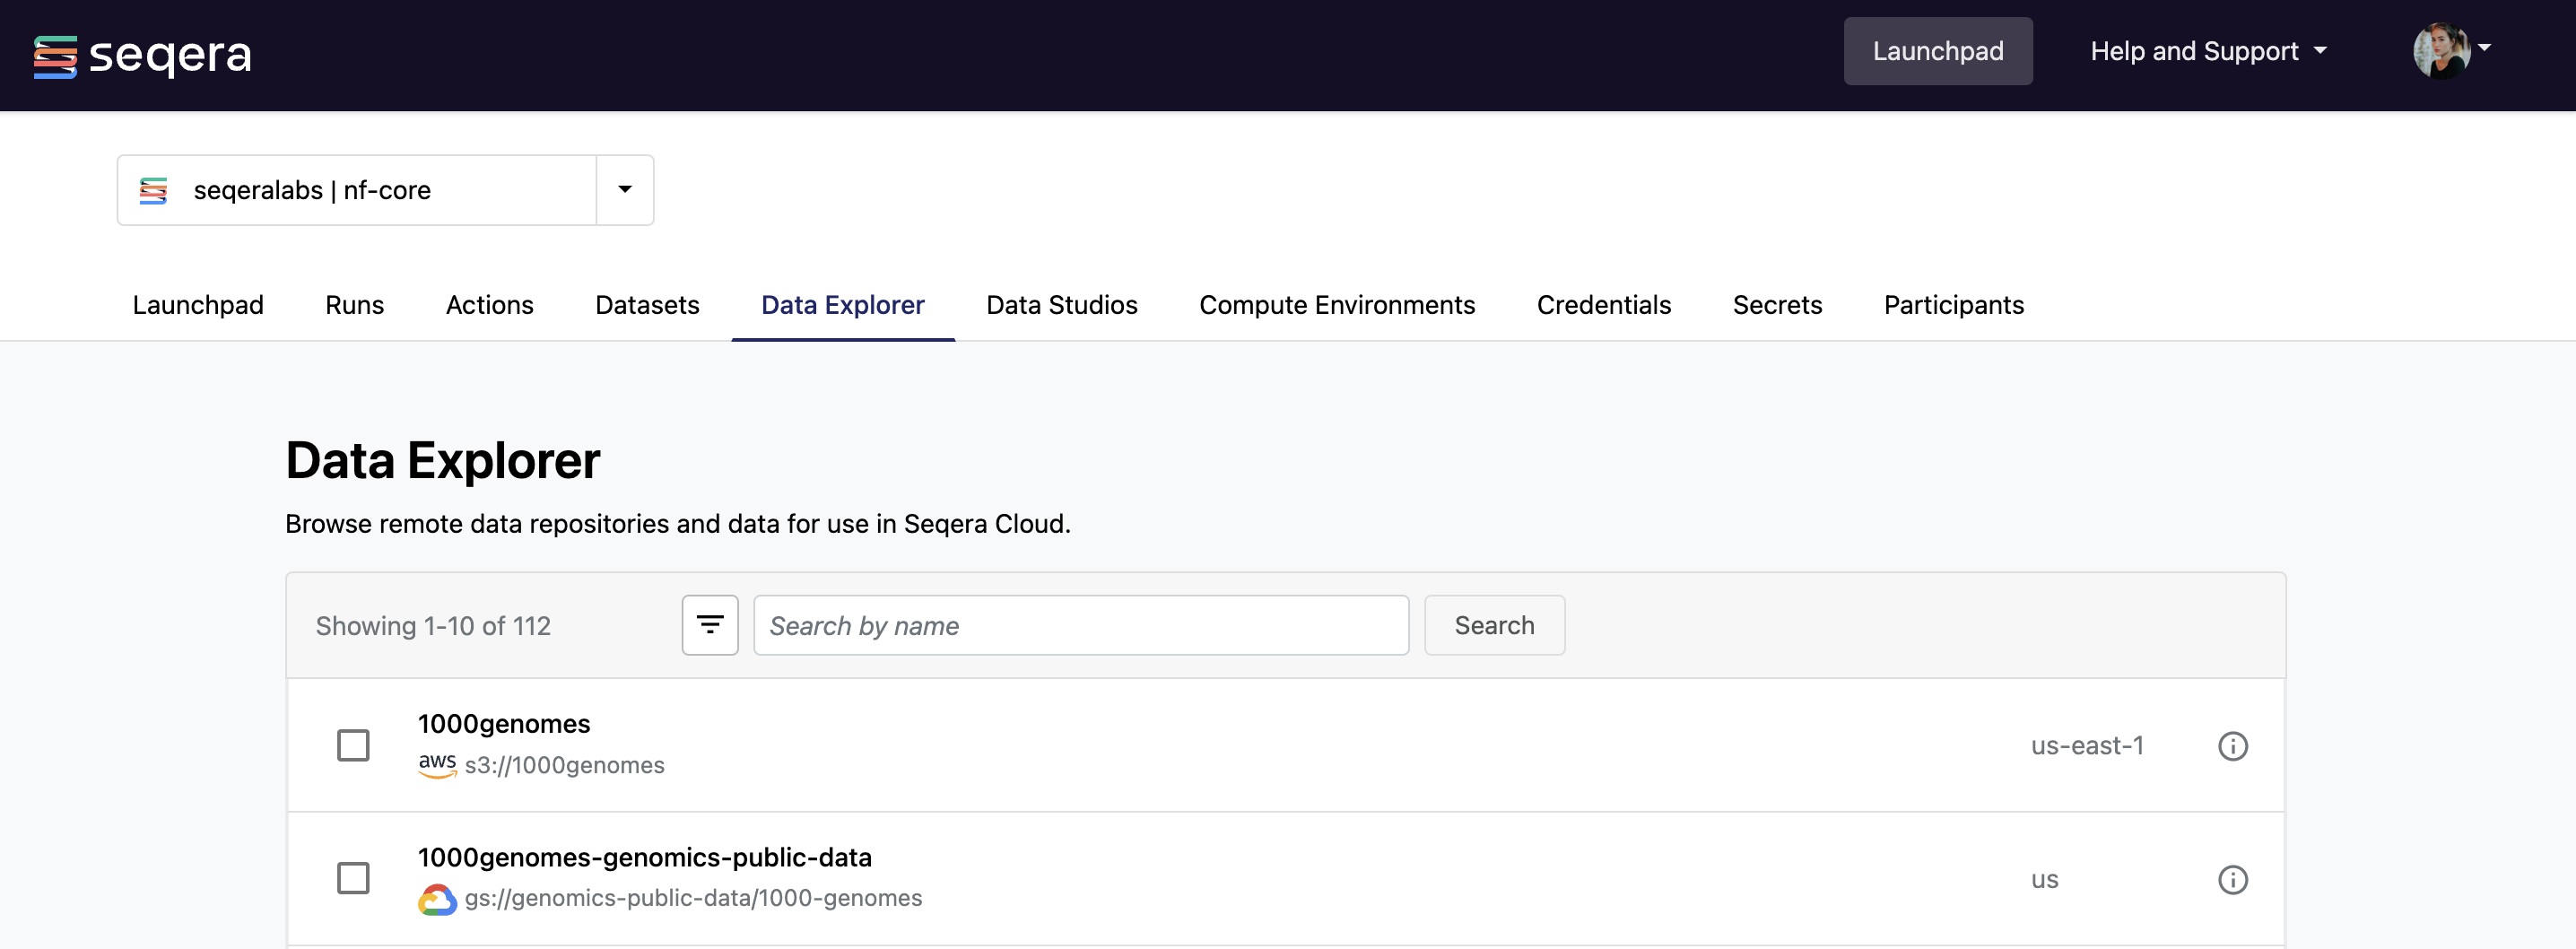 seqera
Launchpad
Help and Support
seqeralabs | nf-core
Launchpad
Runs
Actions
Datasets
Data Explorer
Data Studios
Compute Environments
Credentials
Secrets
Participants
Data Explorer
Browse remote data repositories and data for use in Seqera Cloud.
Showing 1-10 of 112
Search by name
Search
1000genomes
aws s3://1000genomes
us-east-1
1000genomes-genomics-public-data
gs://genomics-public-data/1000-genomes
us